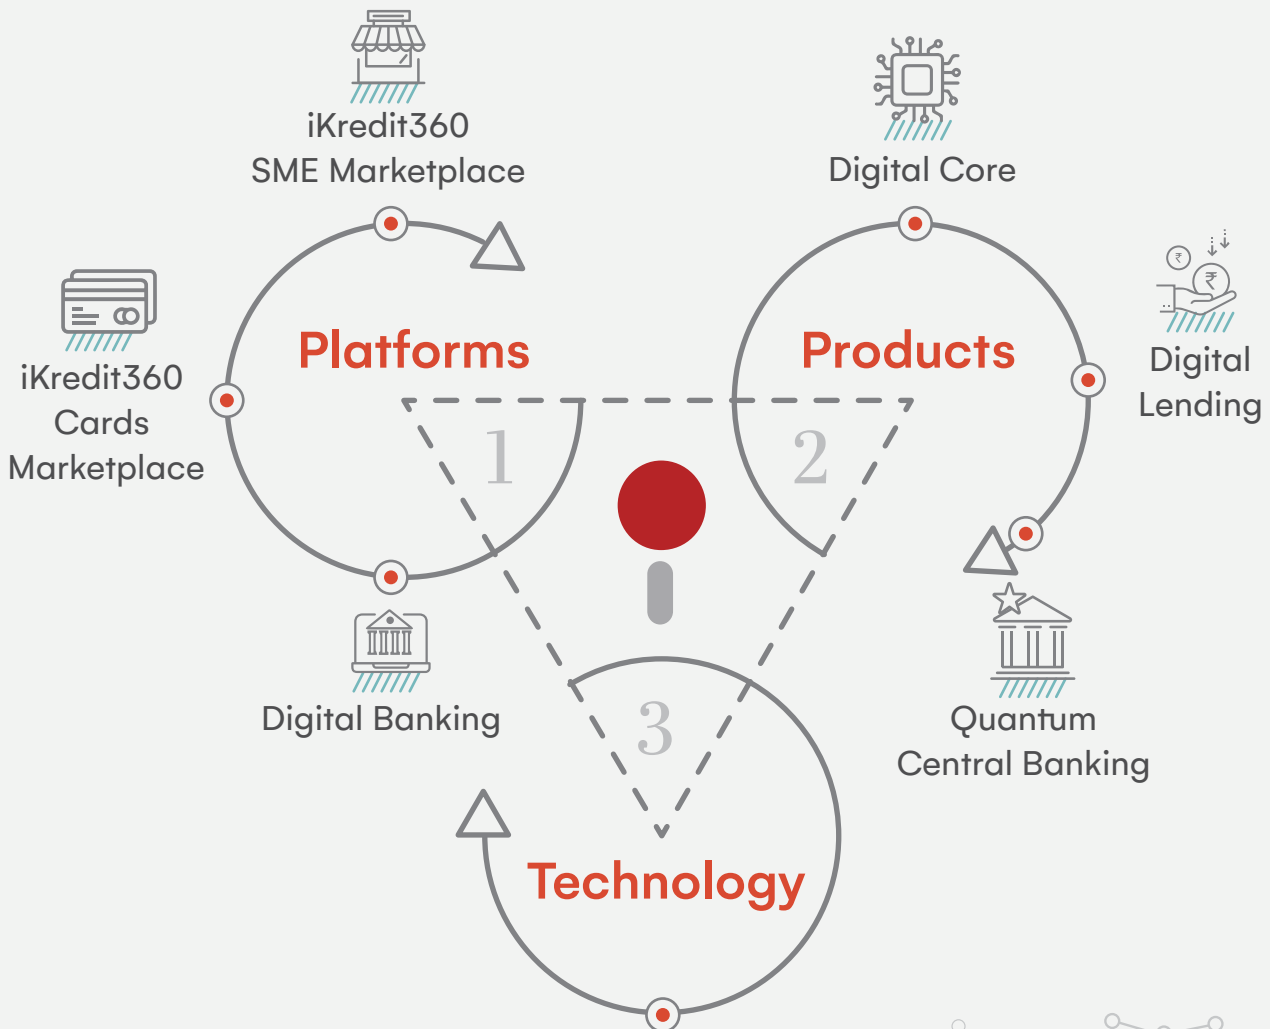 iKredit360
SME Marketplace
Digital Core
iKredit360
Cards
Marketplace
Platforms
Products
Digital
Lending
₹
₹
1
2
3
Digital Banking
Quantum
Central Banking
Technology